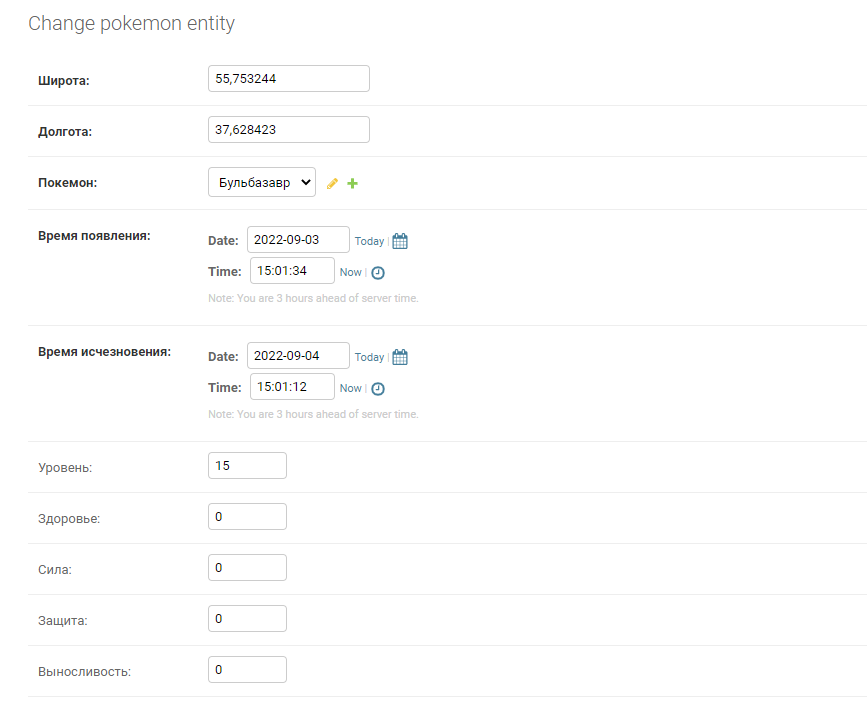 Change pokemon entity
Широта: 55,753244
Долгота: 37,628423
Покемон: Бульбазавр
Время появления: Date: 2022-09-03 Today |
Time: 15:01:34 Now |
Note: You are 3 hours ahead of server time.
Время исчезновения: Date: 2022-09-04 Today |
Time: 15:01:12 Now |
Note: You are 3 hours ahead of server time.
Уровень: 15
Здоровье: 0
Сила: 0
Защита: 0
Выносливость: 0